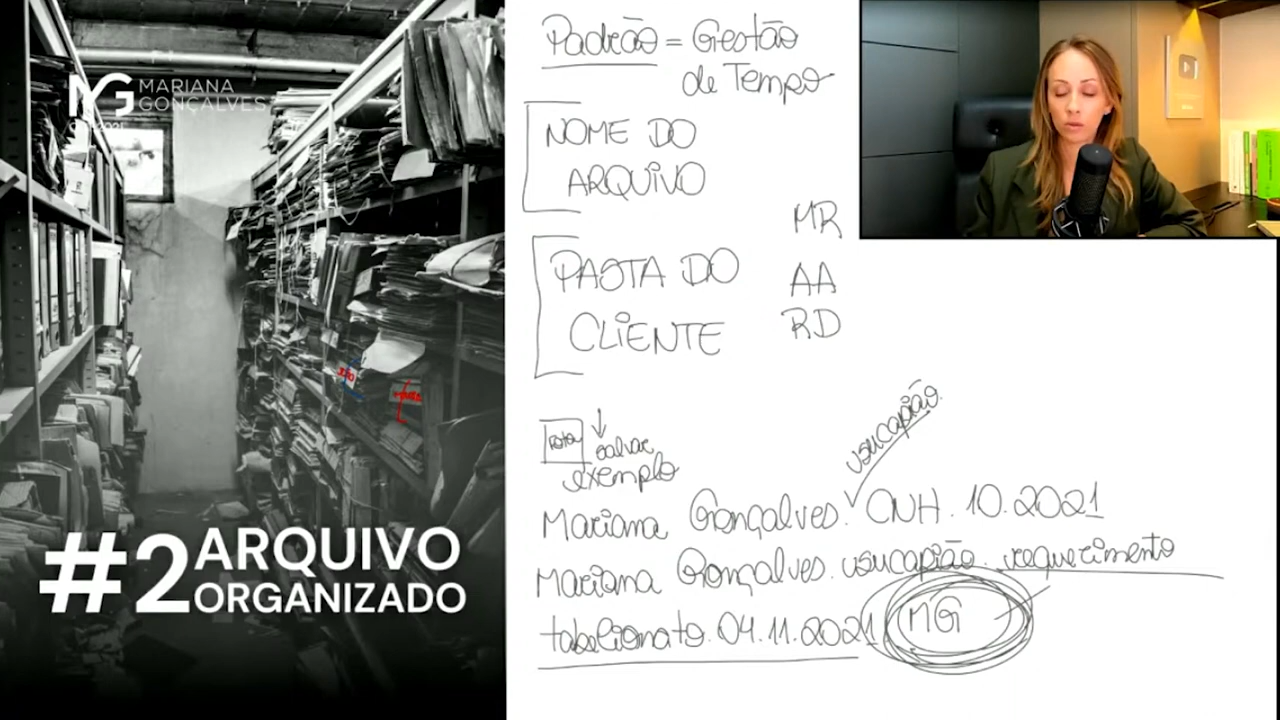 MG MARIANA
GONÇALVES
#2 ARQUIVO
ORGANIZADO
Padrão = Gestão
de Tempo
NOME DO
ARQUIVO
MR
PASTA DO
AA
CLIENTE
RD
usucapião
salvar
exemplo
Mariana Gonçalves. CNH. 10.2021
Mariana Gonçalves. usucapião. requerimento
tabelionato. 04.11.2021 MG